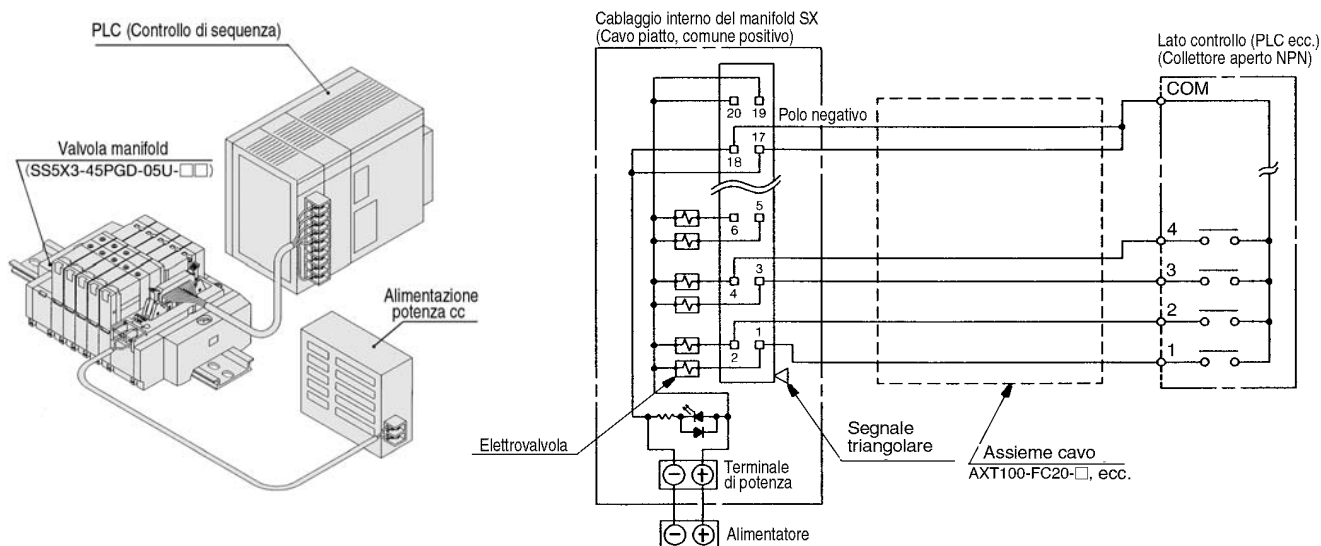 PLC (Controllo di sequenza)
Valvola manifold
(SS5X3-45PGD-05U-□□)
Alimentazione
potenza cc
Cablaggio interno del manifold SX
(Cavo piatto, comune positivo)
20 19
Polo negativo
17
18
5
6
3
4
1
2
Elettrovalvola
Segnale
triangolare
Terminale
di potenza
Alimentatore
Assieme cavo
AXT100-FC20-□, ecc.
Lato controllo (PLC ecc.)
(Collettore aperto NPN)
COM
4
3
2
1